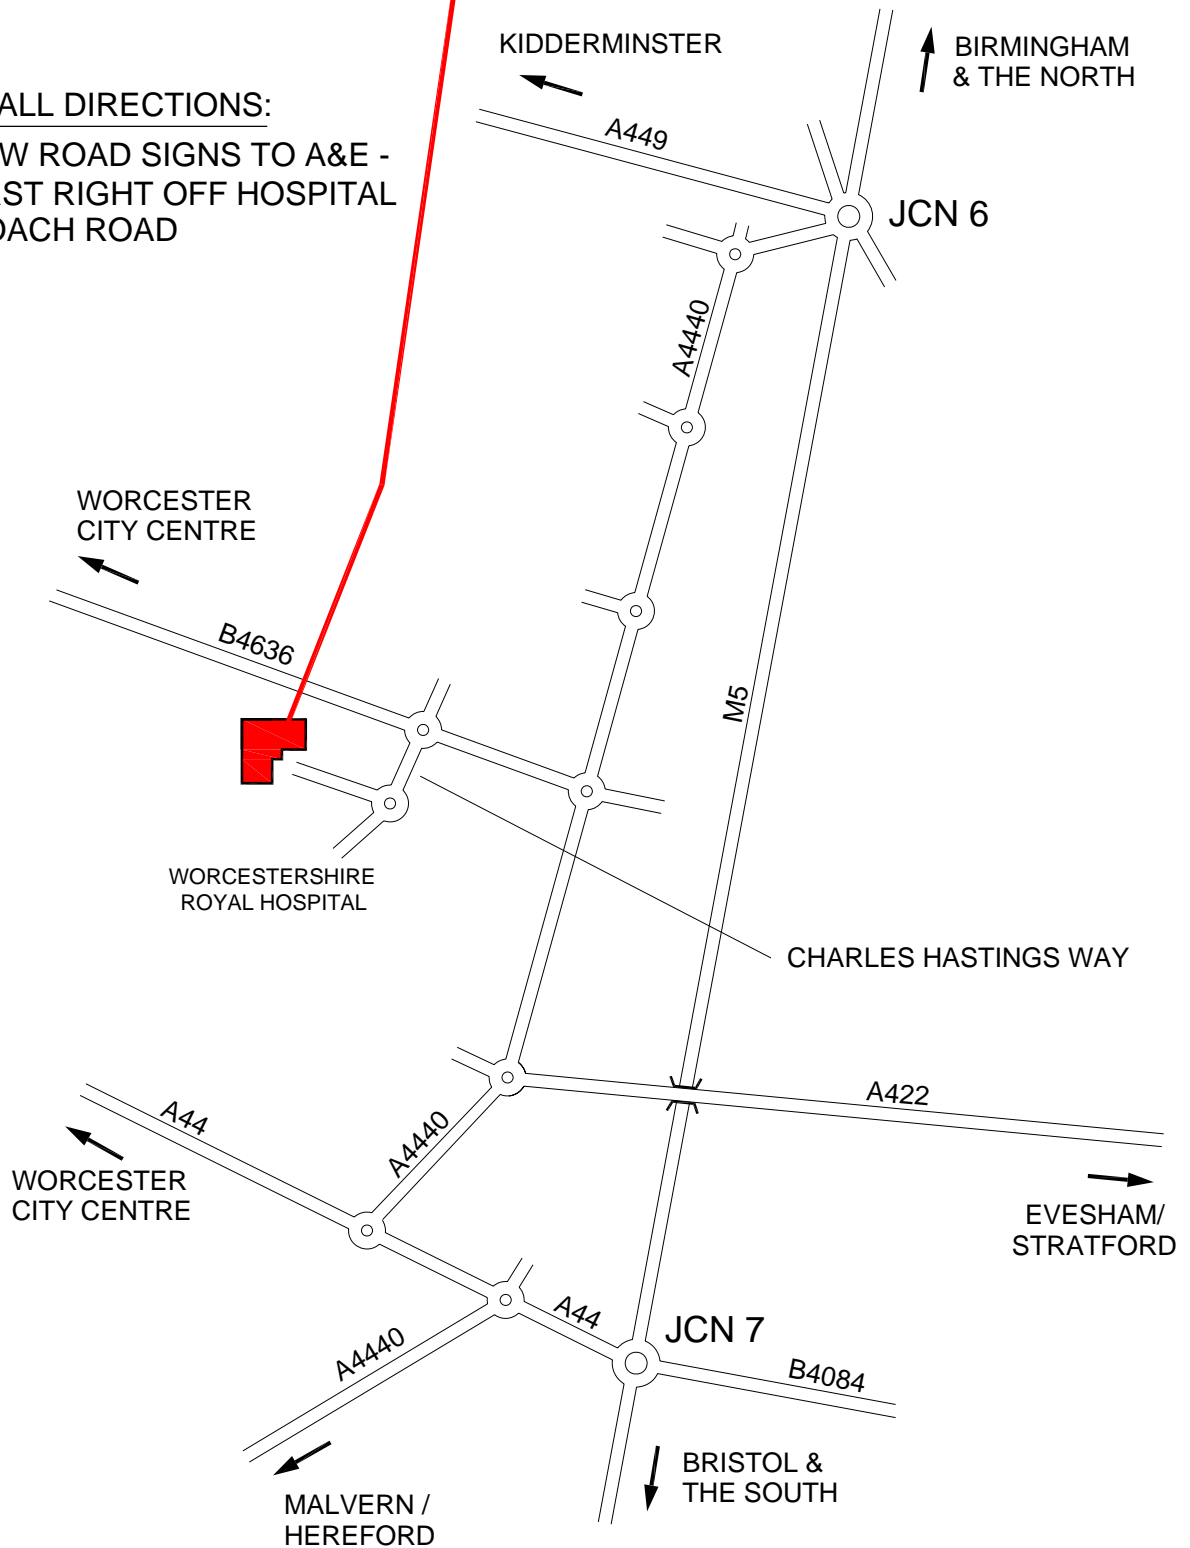 KIDDERMINSTER
BIRMINGHAM
& THE NORTH
ALL DIRECTIONS:
W ROAD SIGNS TO A&E -
ST RIGHT OFF HOSPITAL
OACH ROAD
A449
JCN 6
A4440
WORCESTER
CITY CENTRE
B4636
M5
WORCESTERSHIRE
ROYAL HOSPITAL
CHARLES HASTINGS WAY
A422
A44
A4440
WORCESTER
CITY CENTRE
EVESHAM/
STRATFORD
A44
JCN 7
A4440
B4084
BRISTOL &
THE SOUTH
MALVERN /
HEREFORD